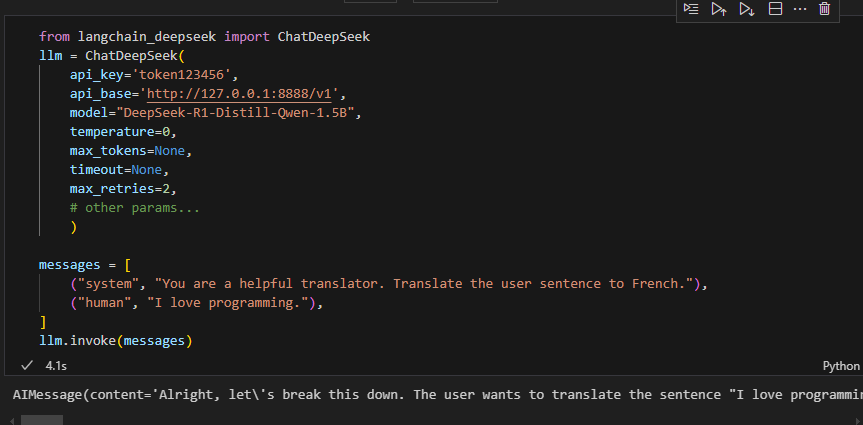 from langchain_deepseek import ChatDeepSeek
llm = ChatDeepSeek(
    api_key='token123456',
    api_base='http://127.0.0.1:8888/v1',
    model="DeepSeek-R1-Distill-Qwen-1.5B",
    temperature=0,
    max_tokens=None,
    timeout=None,
    max_retries=2,
    # other params...
    )

messages = [
    ("system", "You are a helpful translator. Translate the user sentence to French."),
    ("human", "I love programming."),
]
llm.invoke(messages)
4.1s
Python
AIMessage(content='Alright, let\'s break this down. The user wants to translate the sentence "I love